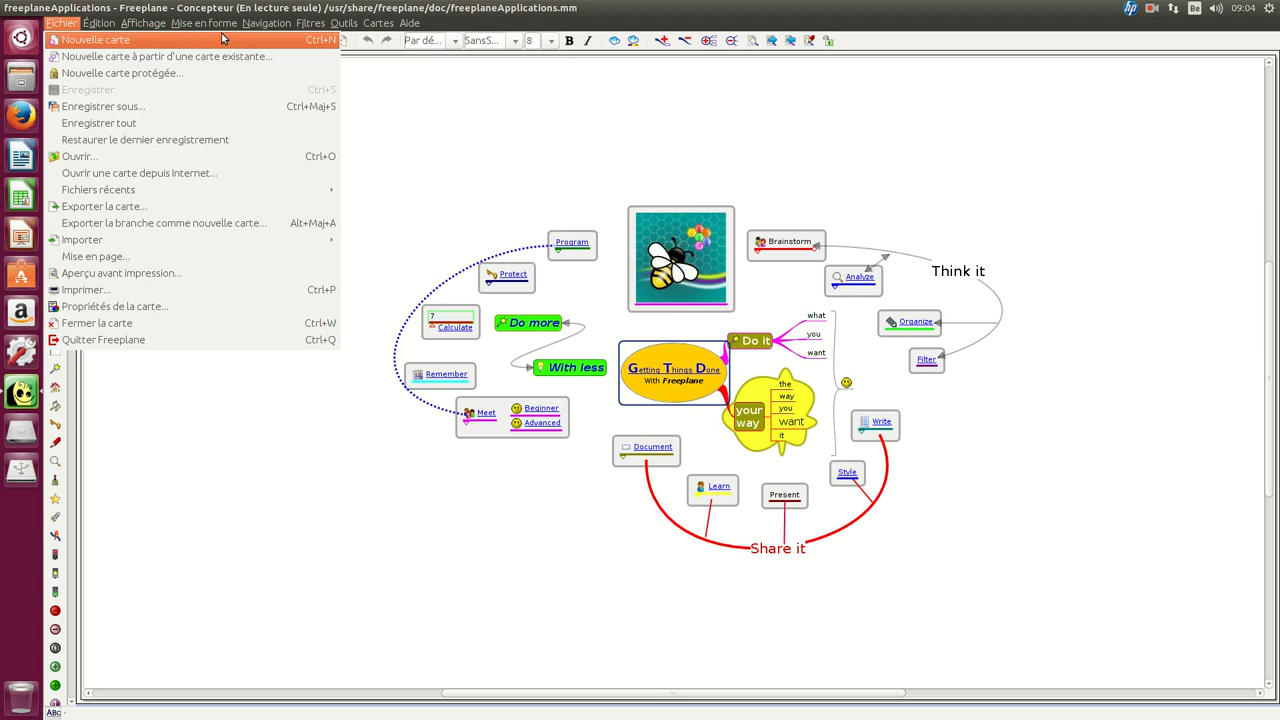 freeplaneApplications - Freeplane - Concepteur (En lecture seule) /usr/share/freeplane/doc/freeplaneApplications.mm
Be
09:04
Fichier Édition Affichage Mise en forme Navigation Filtres Outils Cartes Aide
Nouvelle carte Ctrl+N
Par dé...
SansS...
8
B I
Nouvelle carte à partir d'une carte existante...
Nouvelle carte protégée...
Enregistrer Ctrl+S
Enregistrer sous... Ctrl+Maj+S
Enregistrer tout
Restaurer le dernier enregistrement
Ouvrir... Ctrl+O
Ouvrir une carte depuis Internet...
Fichiers récents
Exporter la carte...
Exporter la branche comme nouvelle carte... Alt+Maj+A
Importer
Mise en page...
Aperçu avant impression...
Imprimer... Ctrl+P
Propriétés de la carte...
Fermer la carte Ctrl+W
Quitter Freeplane Ctrl+Q
Program
Protect
7
Calculate
Do more
With less
Remember
Meet
Beginner
Advanced
Brainstorm
Analyze
Think it
Organize
Filter
Getting Things Done
With Freeplane
Do it
what
you
want
your
way
the
way
you
want
it
Write
Style
Document
Learn
Present
Share it
ABC